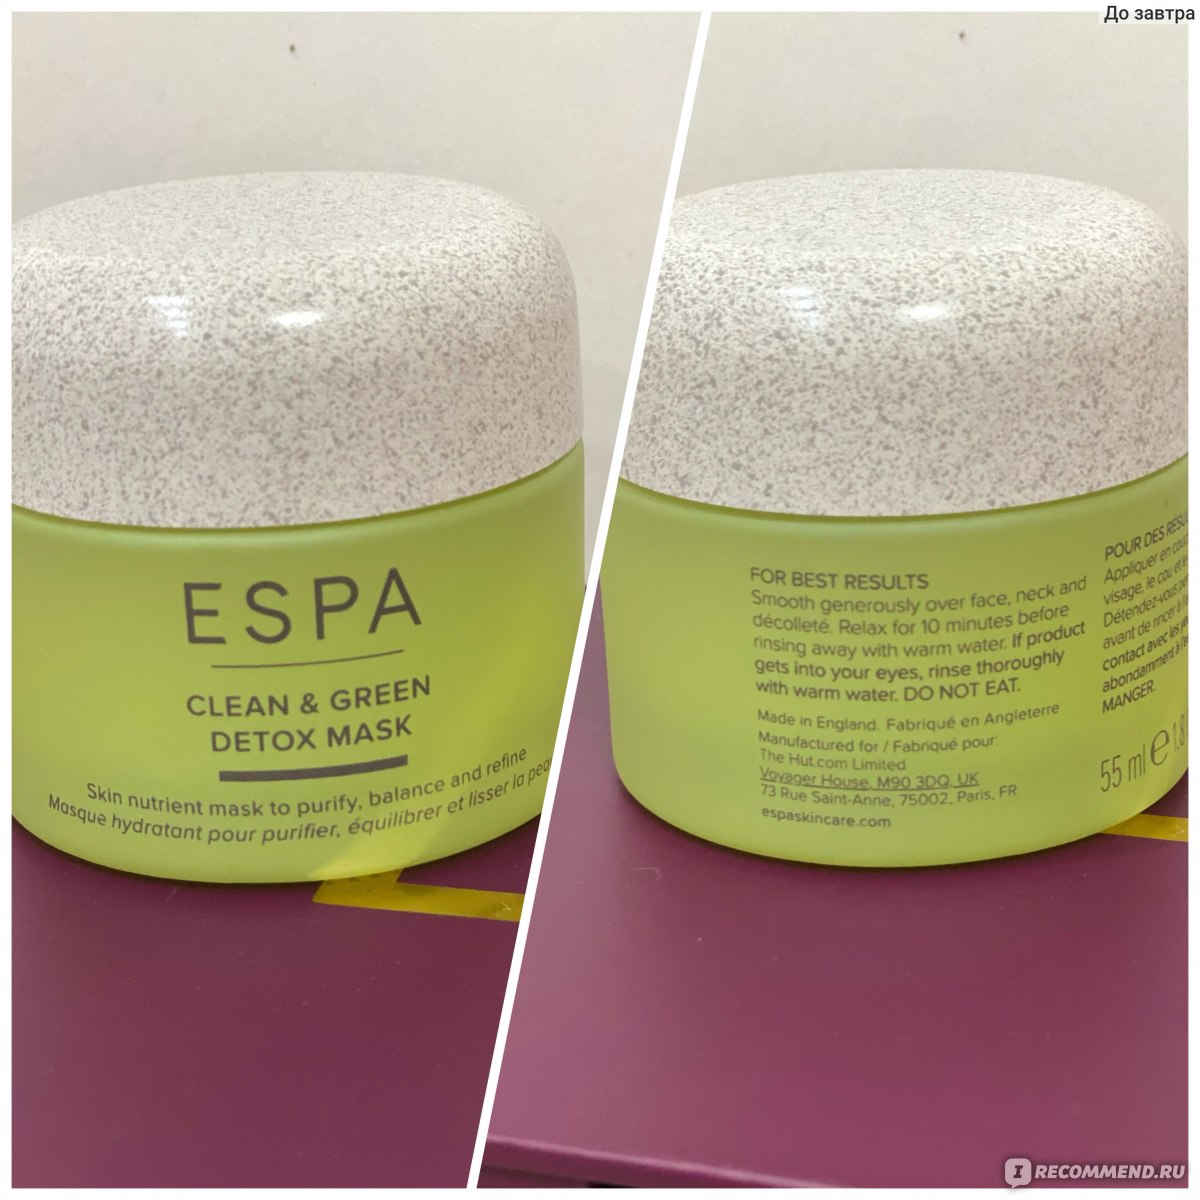 До завтра
ESPA
CLEAN & GREEN
DETOX MASK
Skin nutrient mask to purify, balance and refine
Masque hydratant pour purifier, équilibrer et lisser la
FOR BEST RESULTS
Smooth generously over face, neck and
décolleté. Relax for 10 minutes before
rinsing away with warm water. If product
gets into your eyes, rinse thoroughly
with warm water. DO NOT EAT.
Made in England. Fabriqué en Angleterre
Manufactured for / Fabriqué pour:
The Hut.com Limited
Voyager House, M90 3DQ, UK
73 Rue Saint-Anne, 75002, Paris, FR
espaskincare.com
POUR DES
Appliquer en
visage, le cou et
Détendez-vous
avant de rincer à
contact avec les
abondamment à
MANGER.
55 ml e 1.8
IRECOMMEND.RU